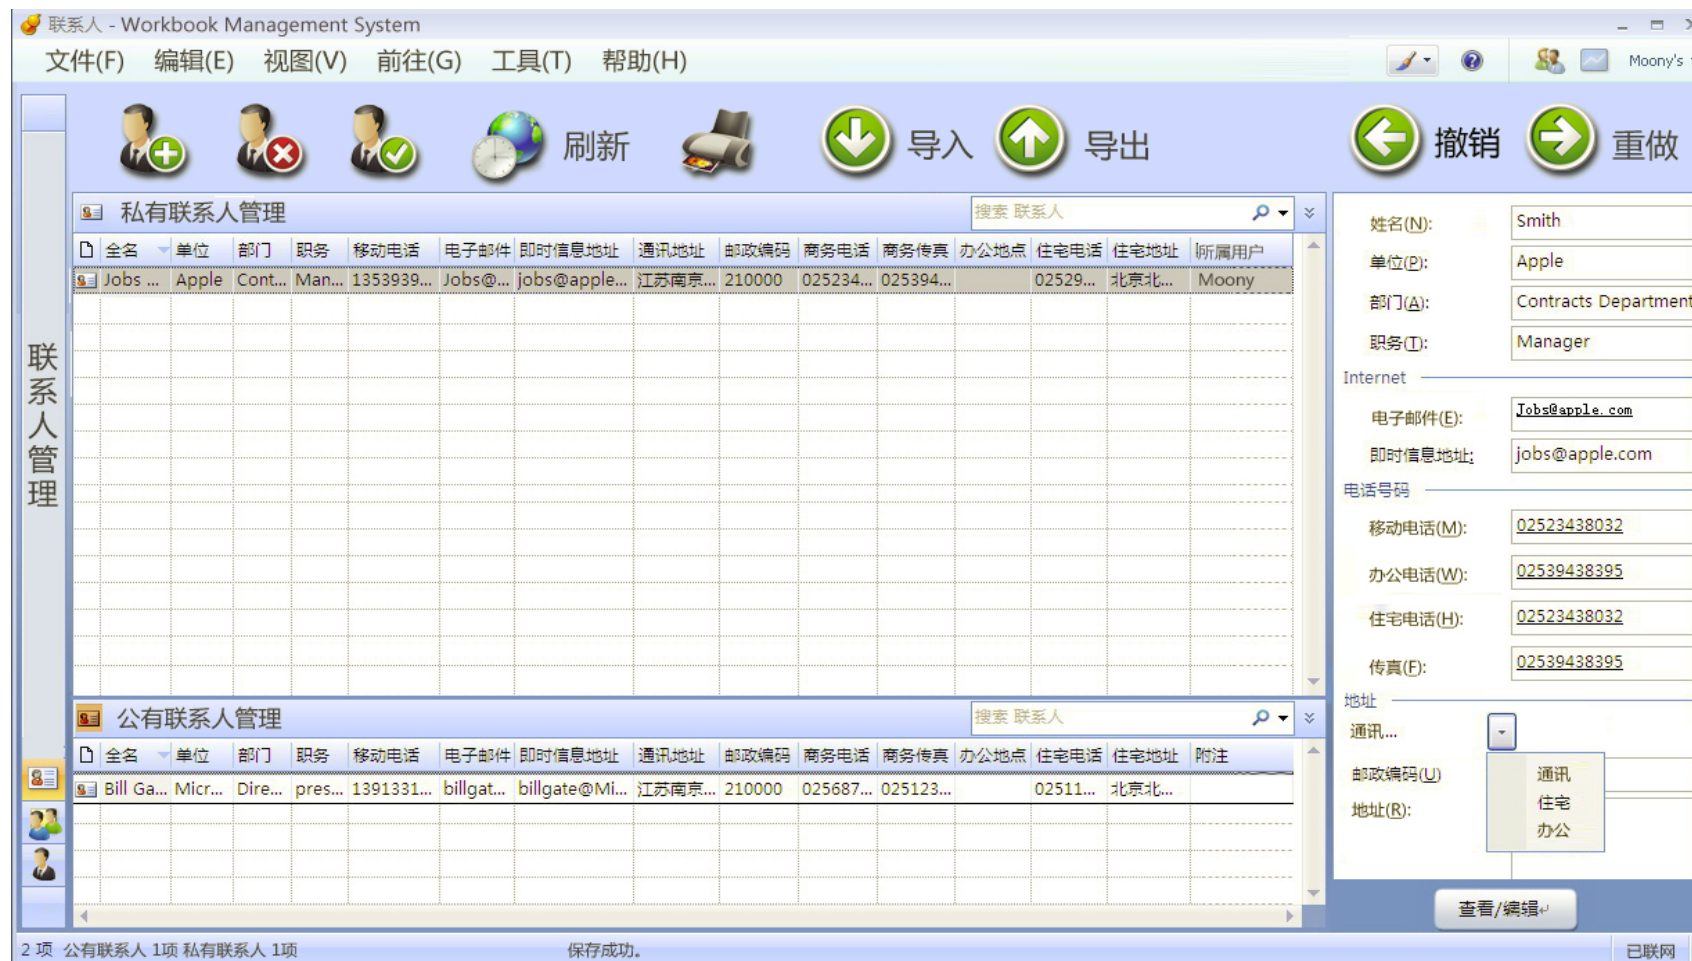 联系人 - Workbook Management System
文件(F) 编辑(E) 视图(V) 前往(G) 工具(T) 帮助(H)
Moony's
刷新 导入 导出 撤销 重做
联系人管理
私有联系人管理 搜索 联系人
全名 单位 部门 职务 移动电话 电子邮件 即时信息地址 通讯地址 邮政编码 商务电话 商务传真 办公地点 住宅电话 住宅地址 所属用户
Jobs ... Apple Cont... Man... 1353939... Jobs@... jobs@apple... 江苏南京... 210000 025234... 025394... 02529... 北京北... Moony
公有联系人管理 搜索 联系人
全名 单位 部门 职务 移动电话 电子邮件 即时信息地址 通讯地址 邮政编码 商务电话 商务传真 办公地点 住宅电话 住宅地址 附注
Bill Ga... Micr... Dire... pres... 1391331... billgat... billgate@Mi... 江苏南京... 210000 025687... 025123... 02511... 北京北...
姓名(N): Smith
单位(P): Apple
部门(A): Contracts Department
职务(T): Manager
Internet
电子邮件(E): Jobs@apple.com
即时信息地址: jobs@apple.com
电话号码
移动电话(M): 02523438032
办公电话(W): 02539438395
住宅电话(H): 02523438032
传真(F): 02539438395
地址
通讯...
邮政编码(U)
地址(R):
通讯
住宅
办公
查看/编辑
2 项 公有联系人 1项 私有联系人 1项 保存成功。 已联网